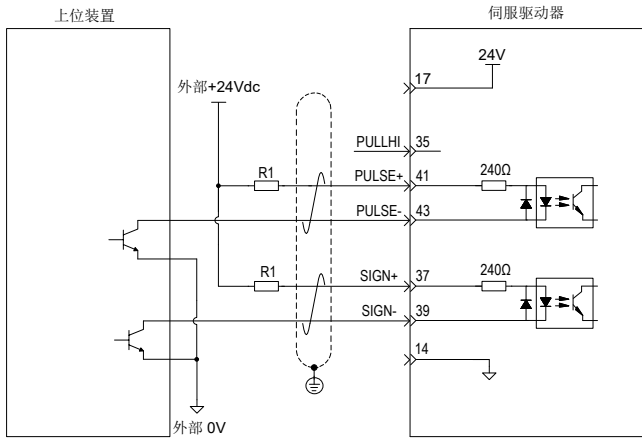 上位装置
伺服驱动器
24V
17
外部+24Vdc
PULLHI
35
R1
PULSE+
41
240Ω
PULSE-
43
R1
SIGN+
37
240Ω
SIGN-
39
14
外部 0V